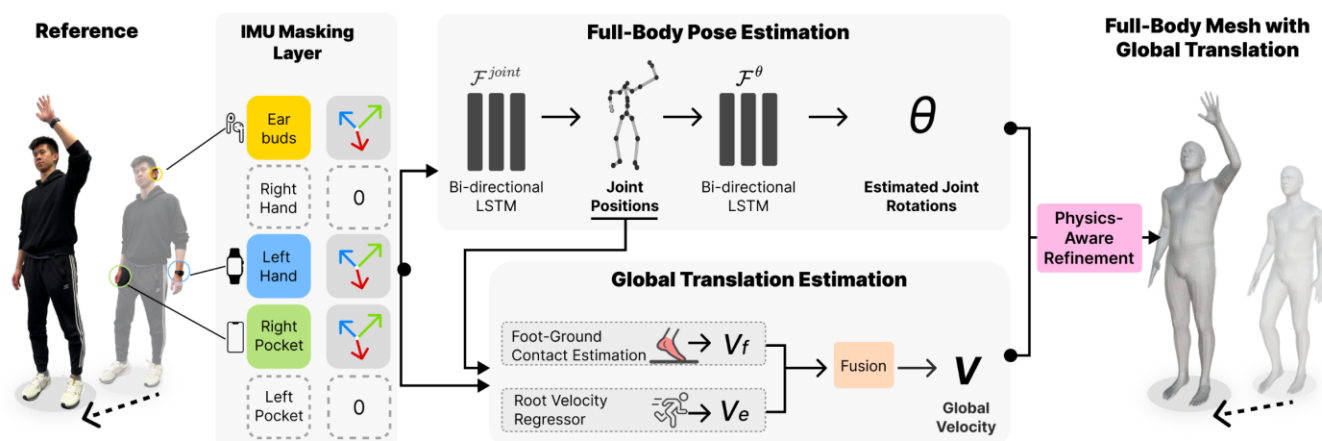 Reference
IMU Masking
Layer
Ear
buds
Right
Hand
0
Left
Hand
Right
Pocket
Left
Pocket
0
Full-Body Pose Estimation
F^joint
Bi-directional
LSTM
Joint
Positions
F^θ
Bi-directional
LSTM
θ
Estimated Joint
Rotations
Global Translation Estimation
Foot-Ground
Contact Estimation
Vf
Root Velocity
Regressor
Ve
Fusion
V
Global
Velocity
Physics-
Aware
Refinement
Full-Body Mesh with
Global Translation